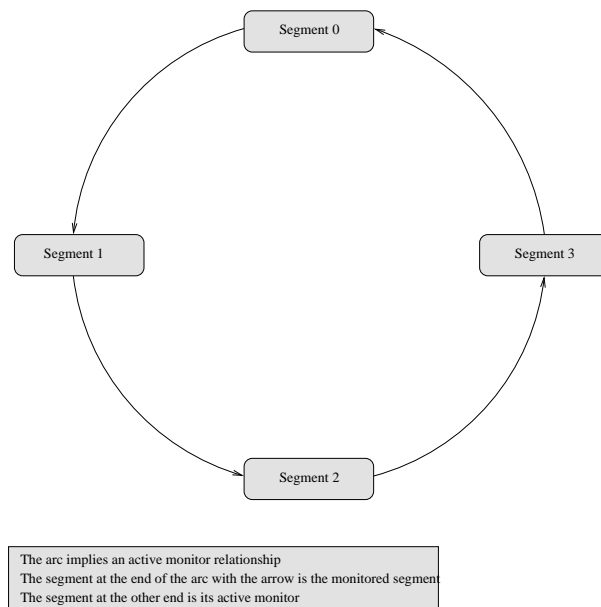 Segment 0
Segment 1
Segment 3
Segment 2
The arc implies an active monitor relationship
The segment at the end of the arc with the arrow is the monitored segment
The segment at the other end is its active monitor